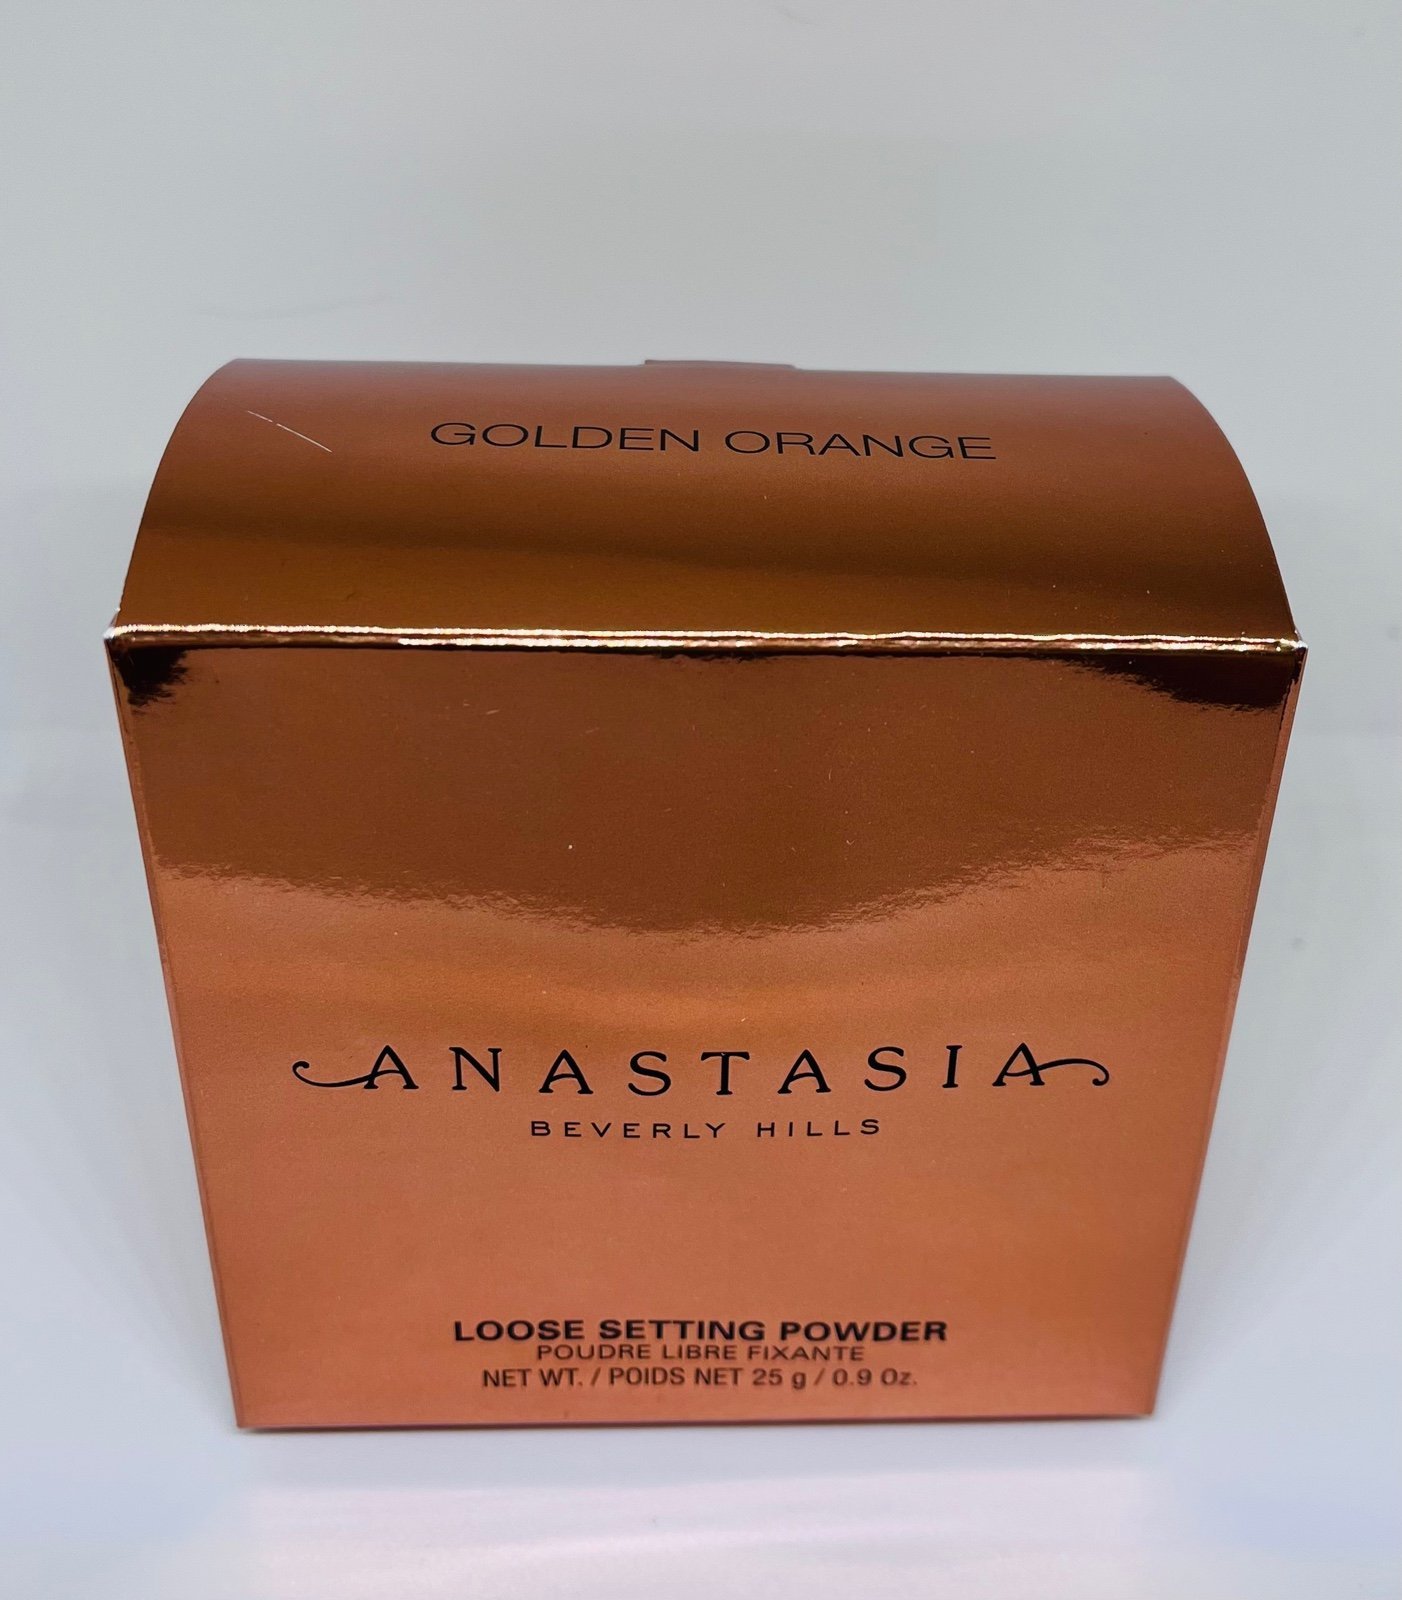 GOLDEN ORANGE
ANASTASIA
BEVERLY HILLS
LOOSE SETTING POWDER
POUDRE LIBRE FIXANTE
NET WT. / POIDS NET 25 g / 0.9 Oz.